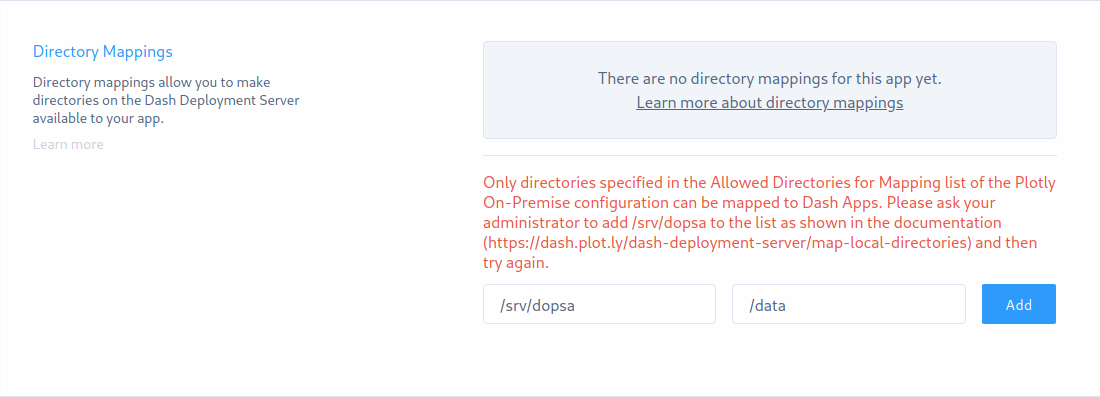 Directory Mappings
Directory mappings allow you to make
directories on the Dash Deployment Server
available to your app.
Learn more
There are no directory mappings for this app yet.
Learn more about directory mappings
Only directories specified in the Allowed Directories for Mapping list of the Plotly
On-Premise configuration can be mapped to Dash Apps. Please ask your
administrator to add /srv/dopsa to the list as shown in the documentation
(https://dash.plot.ly/dash-deployment-server/map-local-directories) and then
try again.
/srv/dopsa
/data
Add